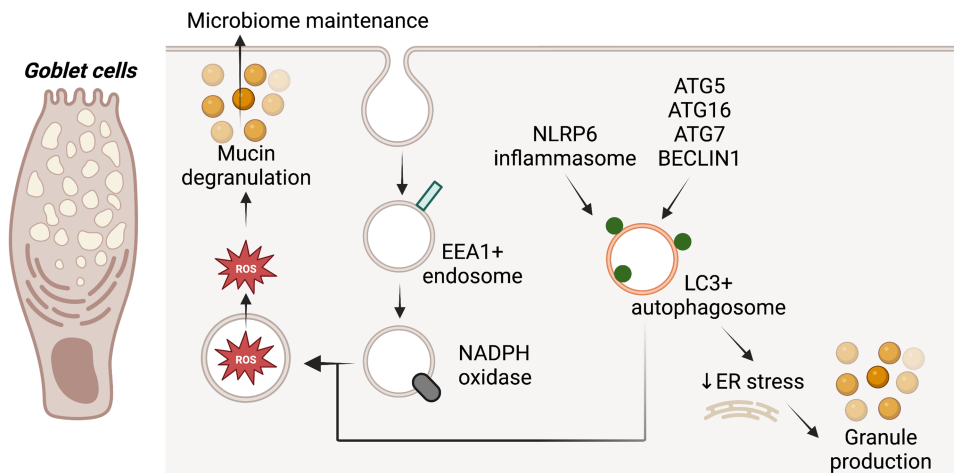 Microbiome maintenance
Goblet cells
Mucin
degranulation
ROS
ROS
EEA1+
endosome
NADPH
oxidase
NLRP6
inflammasome
ATG5
ATG16
ATG7
BECLIN1
LC3+
autophagosome
↓ER stress
Granule
production